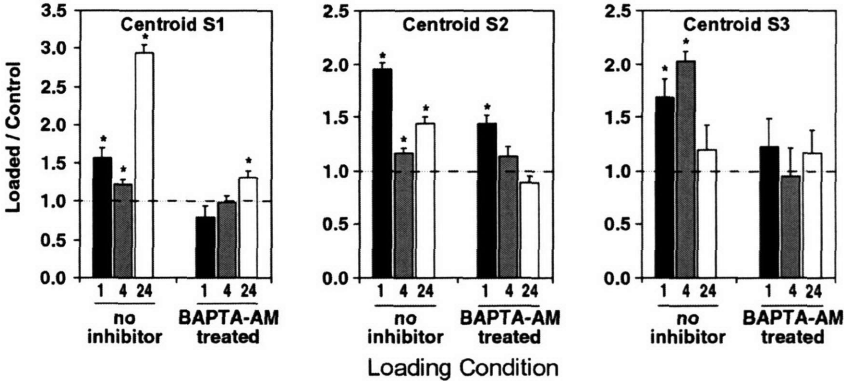 Centroid S1
Centroid S2
Centroid S3
Loaded / Control
3.5
3.0
2.5
2.0
1.5
1.0
0.5
0.0
2.5
2.0
1.5
1.0
0.5
0.0
2.5
2.0
1.5
1.0
0.5
0.0
* * * *
* * * *
* *
1 4 24 1 4 24
1 4 24 1 4 24
1 4 24 1 4 24
no inhibitor
BAPTA-AM treated
no inhibitor
BAPTA-AM treated
no inhibitor
BAPTA-AM treated
Loading Condition